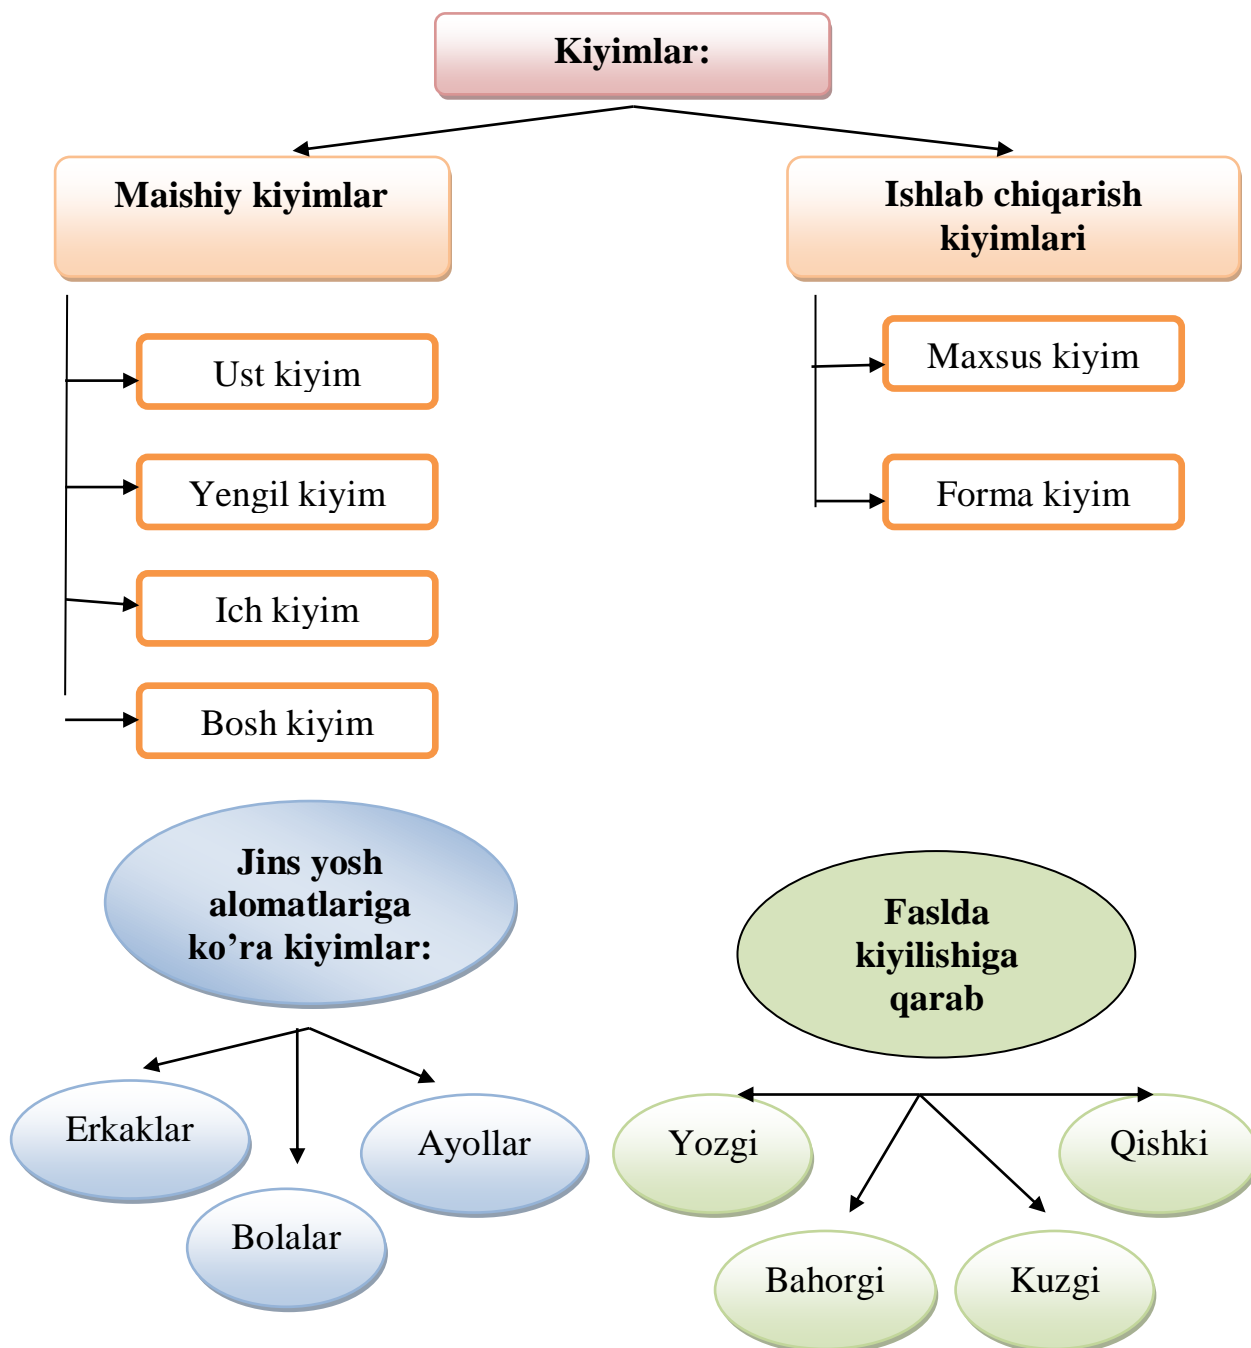 Kiyimlar:
Maishiy kiyimlar
Ishlab chiqarish
kiyimlari
Ust kiyim
Yengil kiyim
Ich kiyim
Bosh kiyim
Maxsus kiyim
Forma kiyim
Jins yosh
alomatlariga
ko’ra kiyimlar:
Erkaklar
Bolalar
Ayollar
Faslda
kiyilishiga
qarab
Yozgi
Bahorgi
Kuzgi
Qishki